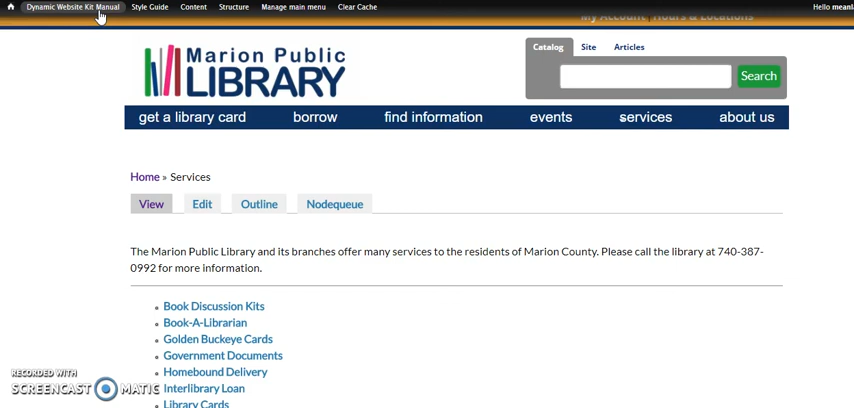 Dynamic Website Kit Manual Style Guide Content Structure Manage main menu Clear Cache Hello
My Account | Hours & Locations
Marion Public
LIBRARY
Catalog Site Articles
Search
get a library card borrow find information events services about us
Home » Services
View Edit Outline Nodequeue
The Marion Public Library and its branches offer many services to the residents of Marion County. Please call the library at 740-387-
0992 for more information.
Book Discussion Kits
Book-A-Librarian
Golden Buckeye Cards
Government Documents
Homebound Delivery
Interlibrary Loan
Library Cards
RECORDED WITH
SCREENCAST MATIC